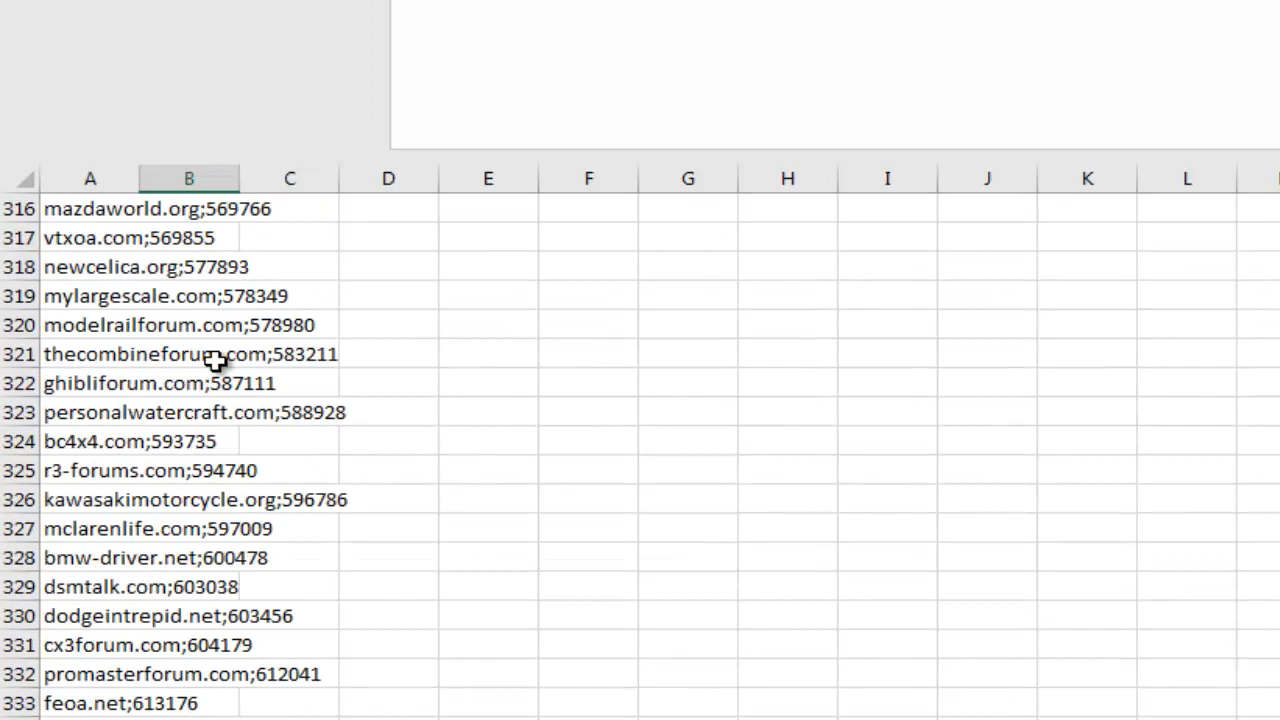 A B C D E F G H I J K L
316 mazdaworld.org;569766
317 vtxoa.com;569855
318 newcelica.org;577893
319 mylargescale.com;578349
320 modelrailforum.com;578980
321 thecombineforum.com;583211
322 ghibliforum.com;587111
323 personalwatercraft.com;588928
324 bc4x4.com;593735
325 r3-forums.com;594740
326 kawasakimotorcycle.org;596786
327 mclarenlife.com;597009
328 bmw-driver.net;600478
329 dsmtalk.com;603038
330 dodgeintrepid.net;603456
331 cx3forum.com;604179
332 promasterforum.com;612041
333 feoa.net;613176